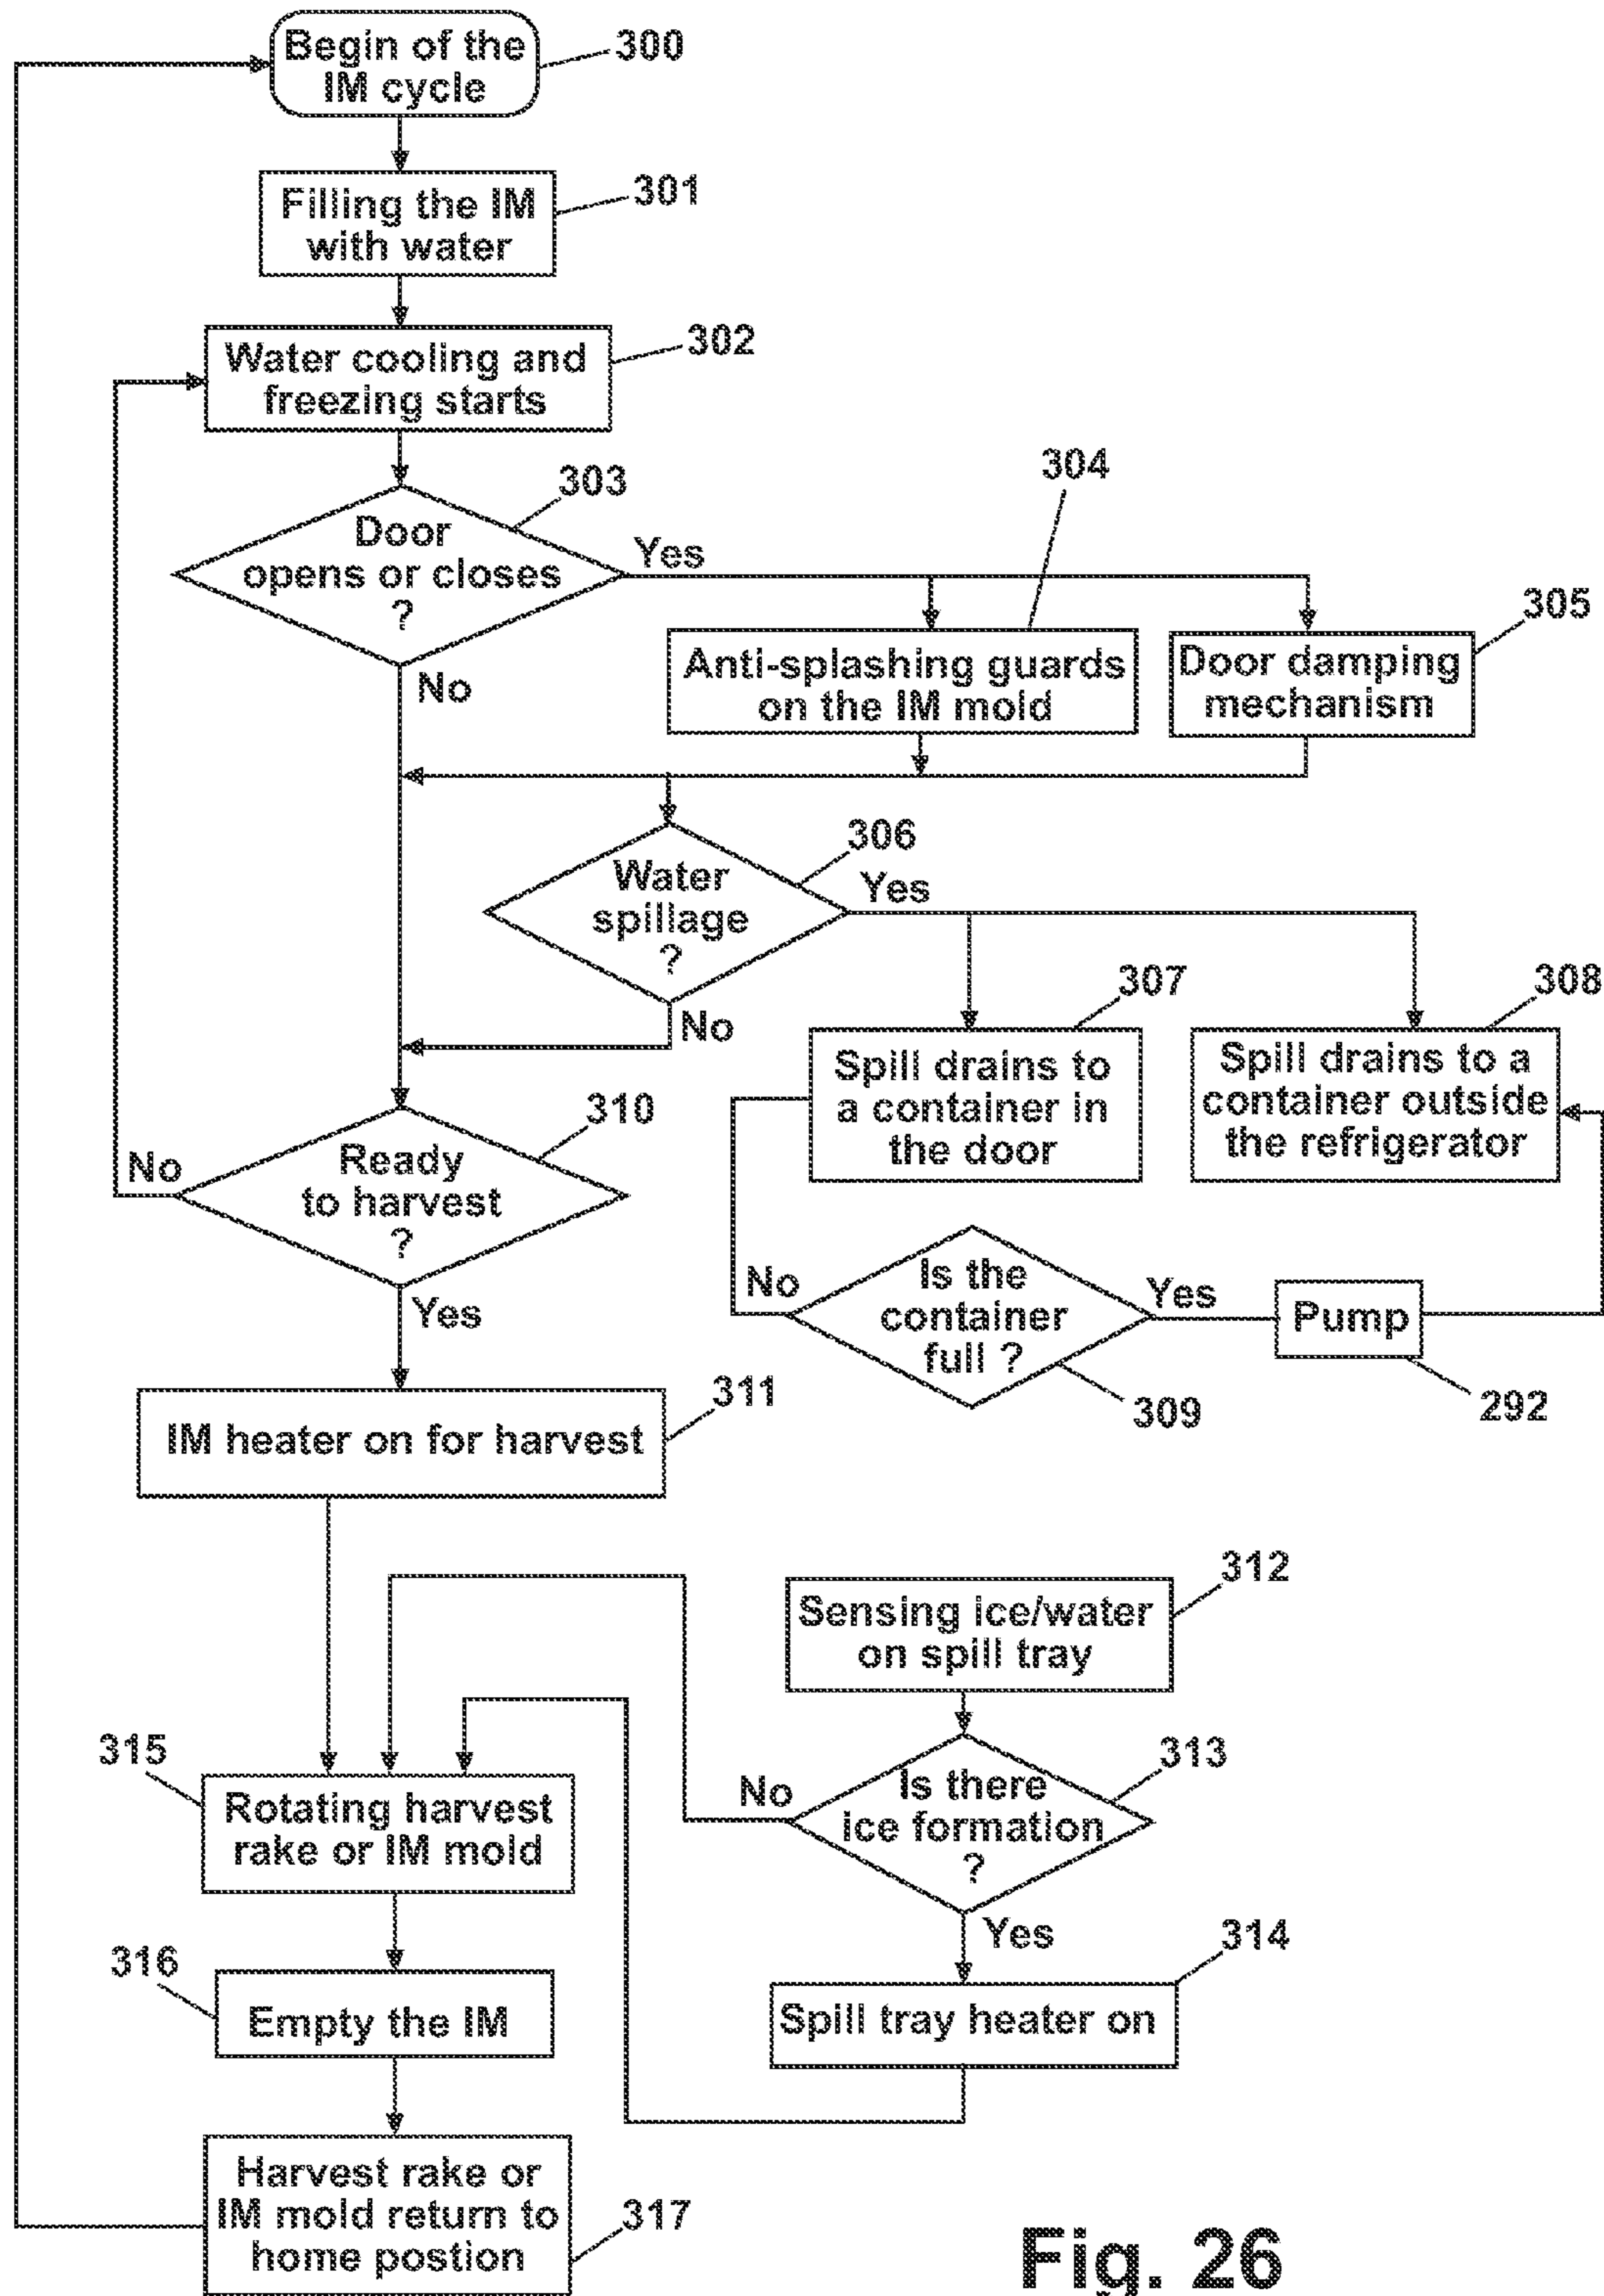 Begin of the
IM cycle
300
Filling the IM
with water
301
Water cooling and
freezing starts
302
Door
opens or closes
?
303
Yes
No
304
Anti-splashing guards
on the IM mold
305
Door damping
mechanism
Water
spillage
?
306
Yes
No
307
Spill drains to
a container in
the door
308
Spill drains to a
container outside
the refrigerator
Ready
to harvest
?
310
No
Yes
Is the
container
full ?
309
No
Yes
Pump
292
IM heater on for harvest
311
Sensing ice/water
on spill tray
312
Is there
ice formation
?
313
No
Yes
Spill tray heater on
314
315
Rotating harvest
rake or IM mold
316
Empty the IM
Harvest rake or
IM mold return to
home postion
317
Fig. 26